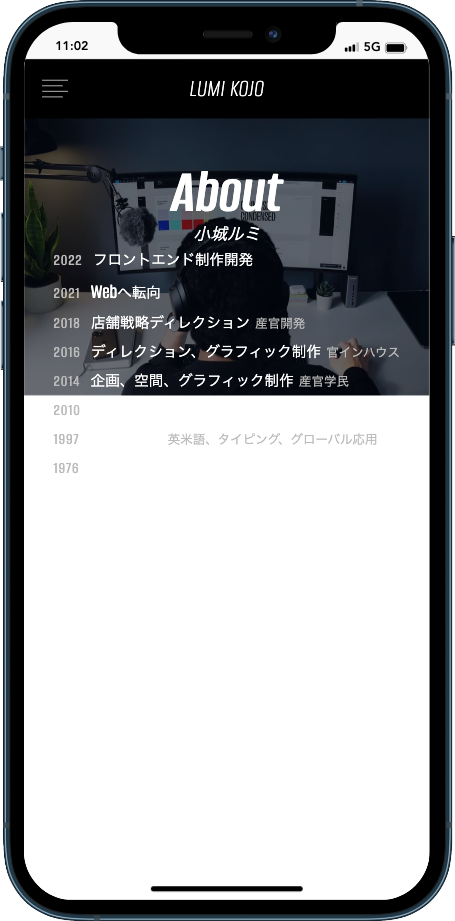 11:02 5G
LUMI KOJO
About
CONDENSED
小城ルミ
2022 フロントエンド制作開発
2021 Webへ転向
2018 店舗戦略ディレクション 産官開発
2016 ディレクション、グラフィック制作 官インハウス
2014 企画、空間、グラフィック制作 産官学民
2010
1997 英米語、タイピング、グローバル応用
1976